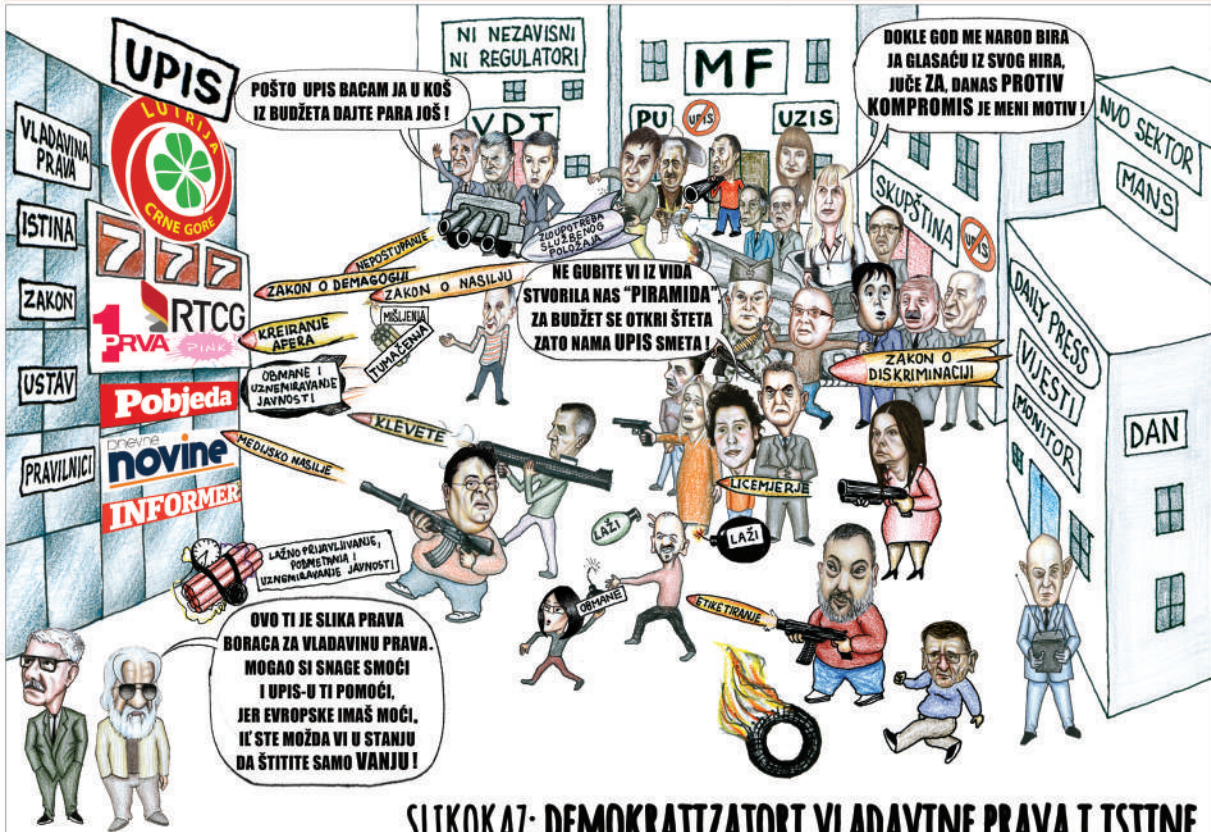 UPIS
LUTRIJA
CRNE GORE
VLADAVINA
PRAVA
ISTINA
ZAKON
USTAV
PRAVILNICI
777
1
PRVA
RTCG
PINK
Pobjeda
dnevne
novine
INFORMER
POŠTO UPIS BACAM JA U KOŠ
IZ BUDŽETA DAJTE PARA JOŠ !
NI NEZAVISNI
NI REGULATORI
VDT
MF
PU
UPIS
UZIS
DOKLE GOD ME NAROD BIRA
JA GLASAĆU IZ SVOG HIRA,
JUČE ZA, DANAS PROTIV
KOMPROMIS JE MENI MOTIV !
NVO SEKTOR
MANS
SKUPŠTINA
UPIS
DAILY PRESS
VIJESTI
MONITOR
DAN
NEPOSTUPANJE
ZLOUPOTREBA
SLUŽBENOG
POLOŽAJA
ZAKON O DEMAGOGIJI
ZAKON O NASILJU
KREIRANJE
AFERA
MIŠLJENJA
TUMAČENJA
NE GUBITE VI IZ VIDA
STVORILA NAS “PIRAMIDA”,
ZA BUDŽET SE OTKRI ŠTETA
ZATO NAMA UPIS SMETA !
ZAKON O
DISKRIMINACIJI
OBMANE I
UZNEMIRAVANJE
JAVNOSTI
KLEVETE
MEDIJSKO NASILJE
LICEMJERJE
LAŽI
LAŽI
LAŽNO PRIJAVLJIVANJE,
PODMETANJA I
UZNEMIRAVANJE JAVNOSTI
OBMANE
ETIKETIRANJE
OVO TI JE SLIKA PRAVA
BORACA ZA VLADAVINU PRAVA.
MOGAO SI SNAGE SMOĆI
I UPIS-U TI POMOĆI,
JER EVROPSKE IMAŠ MOĆI,
IL' STE MOŽDA VI U STANJU
DA ŠTITITE SAMO VANJU !
SLIKOKAZ: DEMOKRATIZATORI VLADAVINE PRAVA I ISTINE